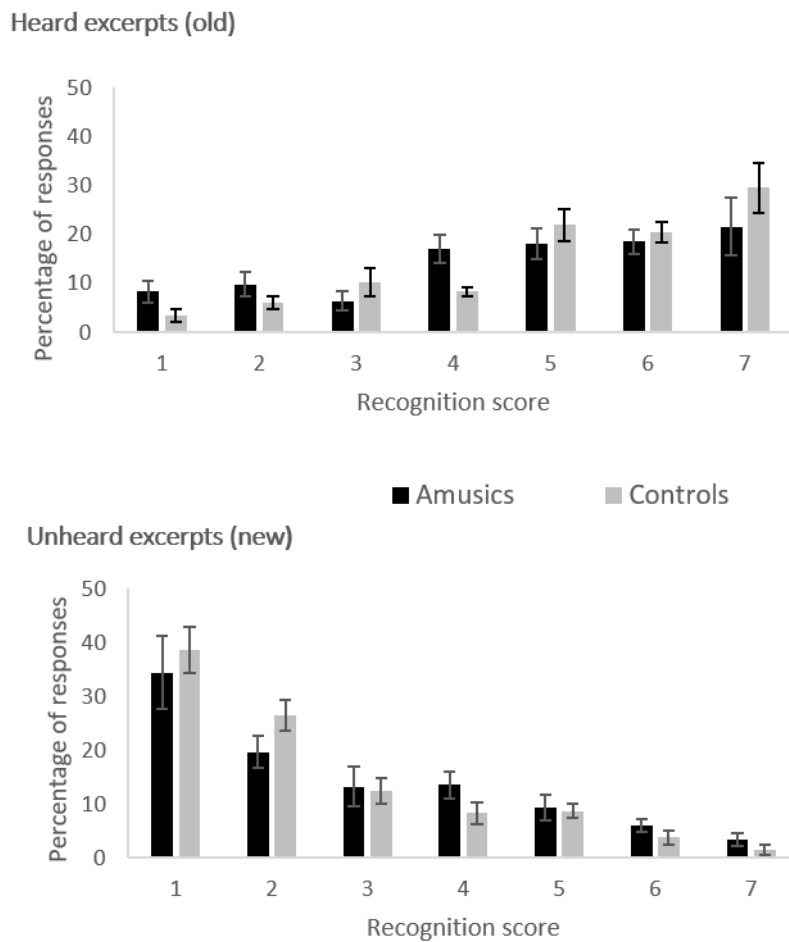 Heard excerpts (old)
Percentage of responses
50
40
30
20
10
0
1 2 3 4 5 6 7
Recognition score
Amusics Controls
Unheard excerpts (new)
Percentage of responses
50
40
30
20
10
0
1 2 3 4 5 6 7
Recognition score